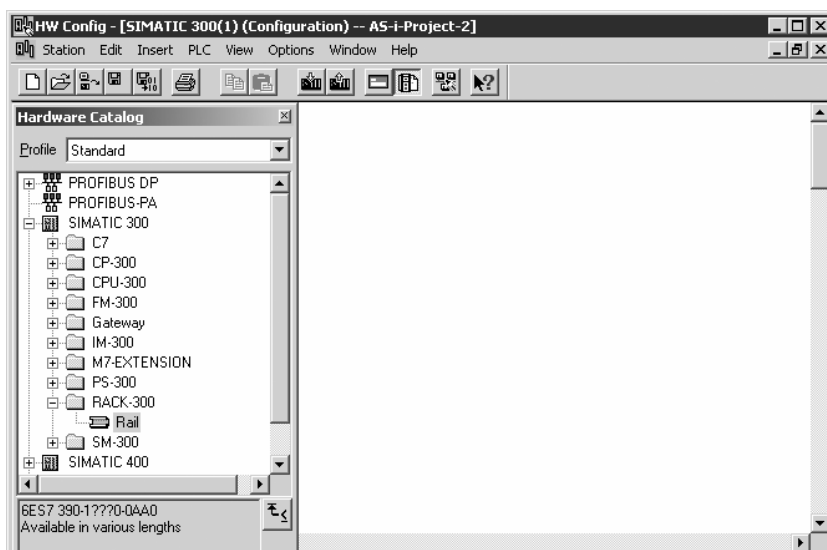 HW Config - [SIMATIC 300(1) (Configuration) -- AS-i-Project-2]
Station Edit Insert PLC View Options Window Help
Hardware Catalog
Profile Standard
PROFIBUS DP
PROFIBUS-PA
SIMATIC 300
C7
CP-300
CPU-300
FM-300
Gateway
IM-300
M7-EXTENSION
PS-300
RACK-300
Rail
SM-300
SIMATIC 400
6ES7 390-1???0-0AA0
Available in various lengths